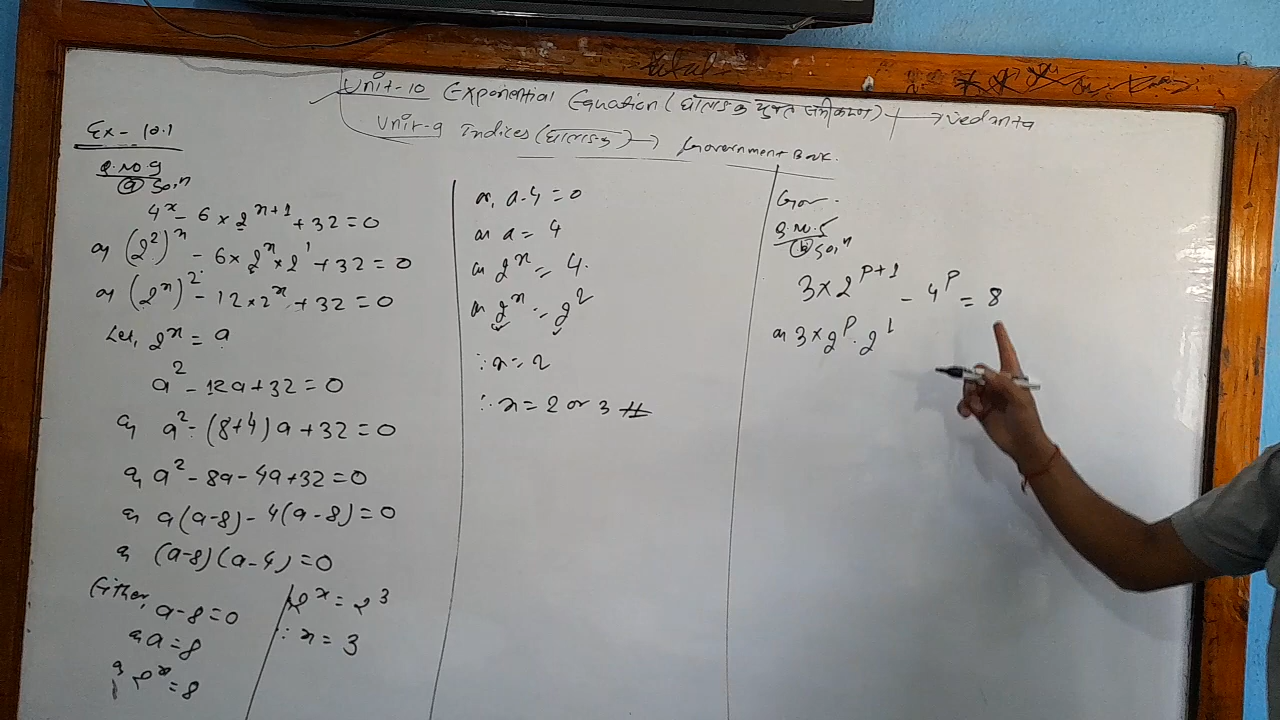 Unit-10 Exponential Equation (घातांक युक्त समीकरण) → vedanta
Unit-9 Indices (घातांक) → Government Book.
Ex- 10.1
Q.NO 9
(a) Soln
4^x - 6 × 2^{x+1} + 32 = 0
or (2^2)^x - 6 × 2^x × 2^1 + 32 = 0
or (2^x)^2 - 12 × 2^x + 32 = 0
Let, 2^x = a
a^2 - 12a + 32 = 0
or a^2 - (8+4)a + 32 = 0
or a^2 - 8a - 4a + 32 = 0
or a(a-8) - 4(a-8) = 0
or (a-8)(a-4) = 0
Either,
a-8 = 0
or a = 8
or 2^x = 8
2^x = 2^3
∴ x = 3
or, a-4 = 0
or a = 4
or 2^x = 4.
or 2^x = 2^2
∴ x = 2
∴ x = 2 or 3 #
Gov.
Q.N.5
(b) Soln
3 × 2^{p+1} - 4^p = 8
or 3 × 2^p . 2^1